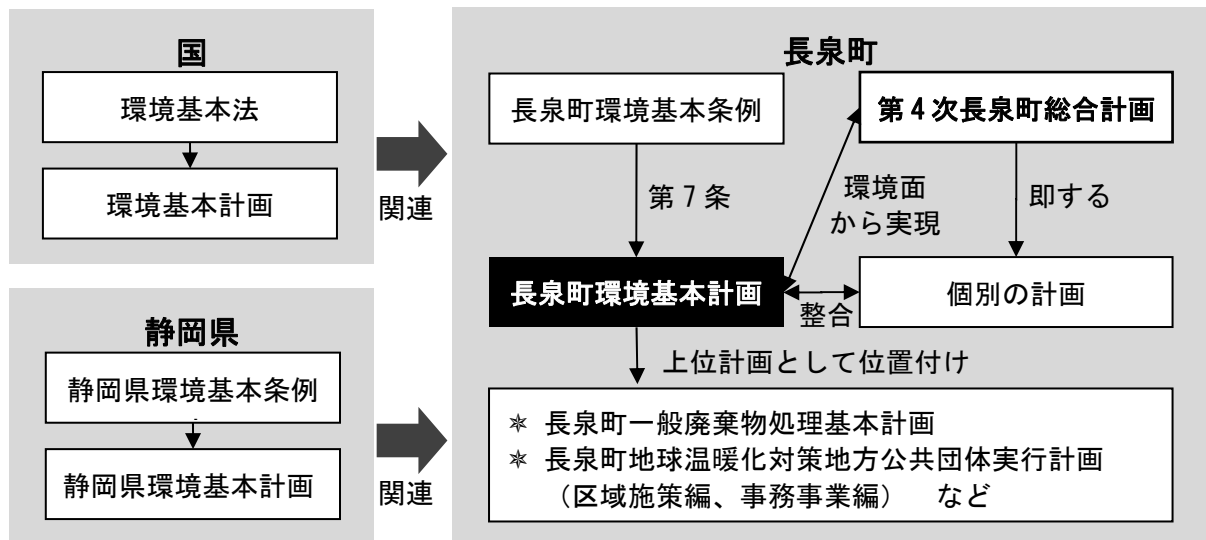 国
環境基本法
環境基本計画
関連
静岡県
静岡県環境基本条例
静岡県環境基本計画
関連
長泉町
長泉町環境基本条例
第4次長泉町総合計画
第7条
環境面
から実現
即する
長泉町環境基本計画
整合
個別の計画
上位計画として位置付け
＊ 長泉町一般廃棄物処理基本計画
＊ 長泉町地球温暖化対策地方公共団体実行計画
（区域施策編、事務事業編） など